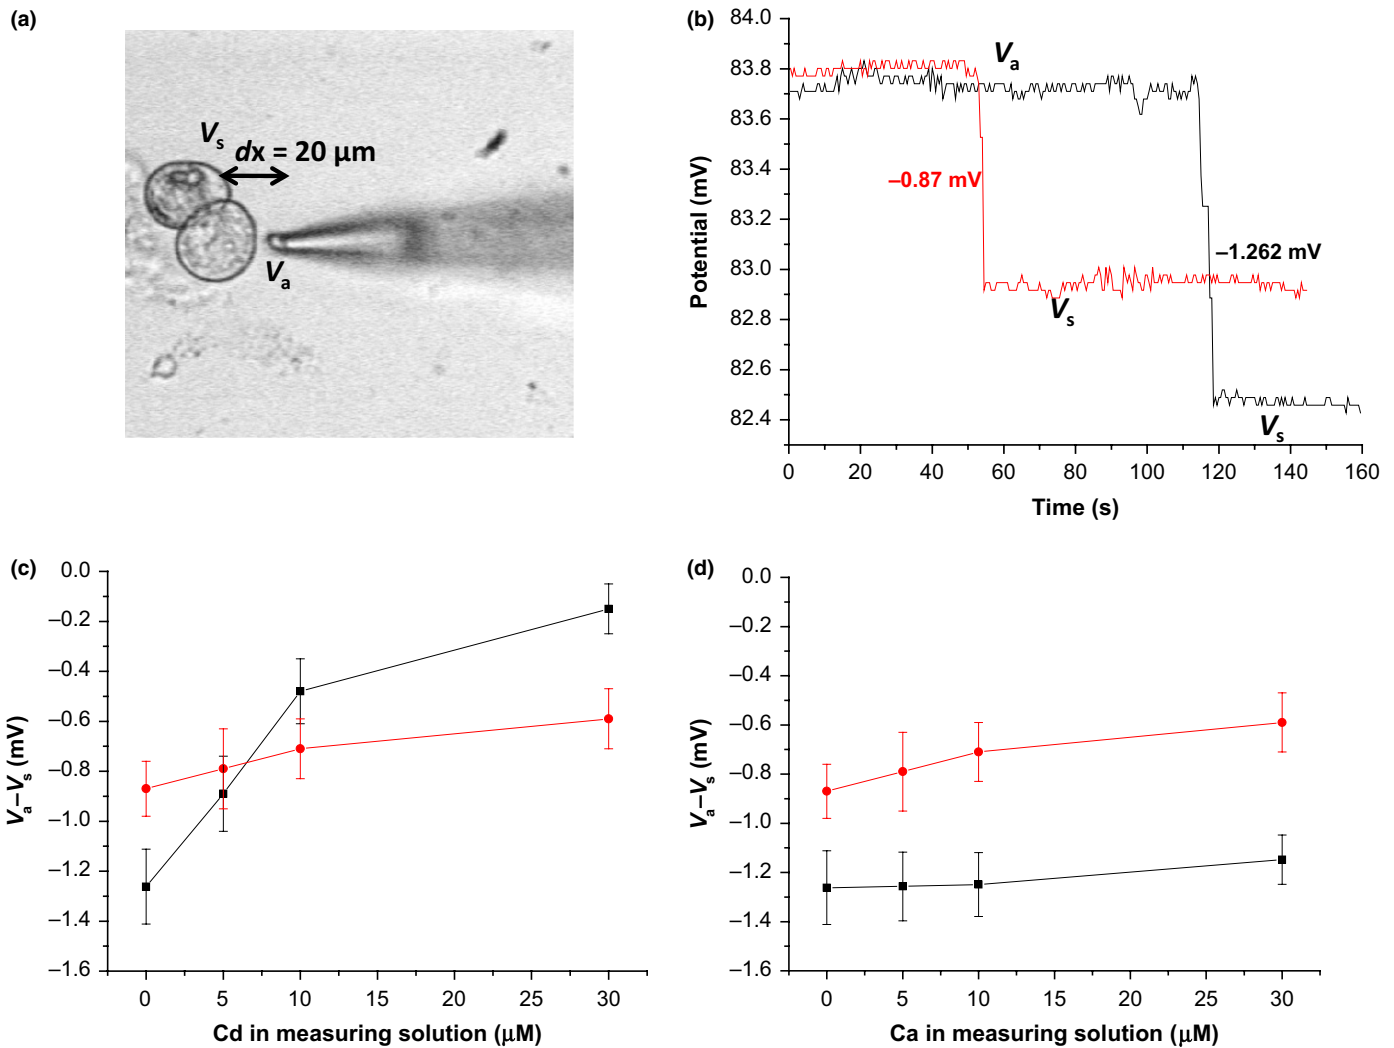 (a)
Vs
dx = 20 µm
Va
(b)
84.0
83.8
83.6
83.4
83.2
83.0
82.8
82.6
82.4
Potential (mV)
Va
–0.87 mV
–1.262 mV
Vs
Vs
0 20 40 60 80 100 120 140 160
Time (s)
(c)
0.0
–0.2
–0.4
–0.6
–0.8
–1.0
–1.2
–1.4
–1.6
Va–Vs (mV)
0 5 10 15 20 25 30
Cd in measuring solution (µM)
(d)
0.0
–0.2
–0.4
–0.6
–0.8
–1.0
–1.2
–1.4
–1.6
Va–Vs (mV)
0 5 10 15 20 25 30
Ca in measuring solution (µM)